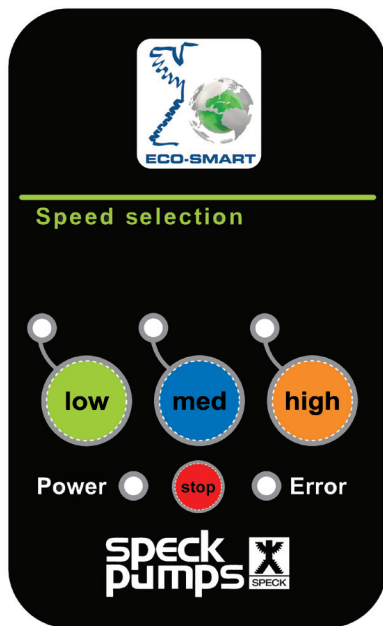 ECO-SMART
Speed selection
low med high
Power stop Error
speck
pumps
SPECK